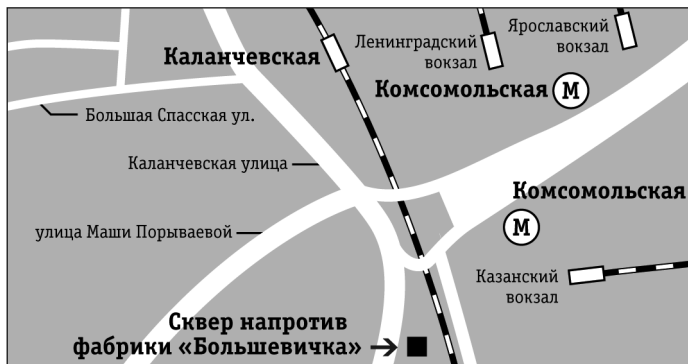 Ярославский
вокзал
Ленинградский
вокзал
Каланчевская
Комсомольская М
Большая Спасская ул.
Каланчевская улица
Комсомольская
М
улица Маши Порываевой
Казанский
вокзал
Сквер напротив
фабрики «Большевичка»